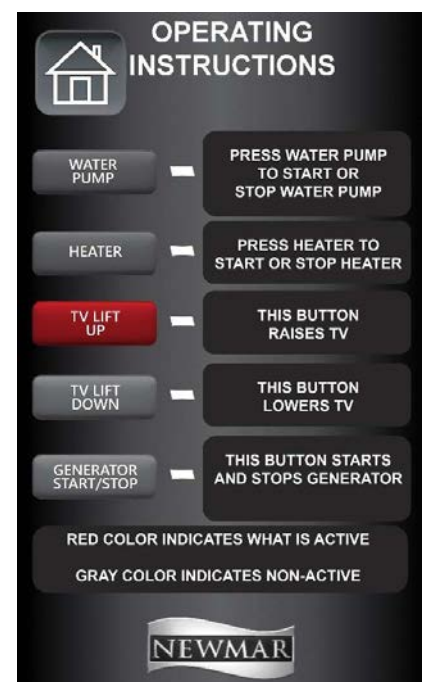 OPERATING
INSTRUCTIONS
WATER
PUMP
PRESS WATER PUMP
TO START OR
STOP WATER PUMP
HEATER
PRESS HEATER TO
START OR STOP HEATER
TV LIFT
UP
THIS BUTTON
RAISES TV
TV LIFT
DOWN
THIS BUTTON
LOWERS TV
GENERATOR
START/STOP
THIS BUTTON STARTS
AND STOPS GENERATOR
RED COLOR INDICATES WHAT IS ACTIVE
GRAY COLOR INDICATES NON-ACTIVE
NEWMAR